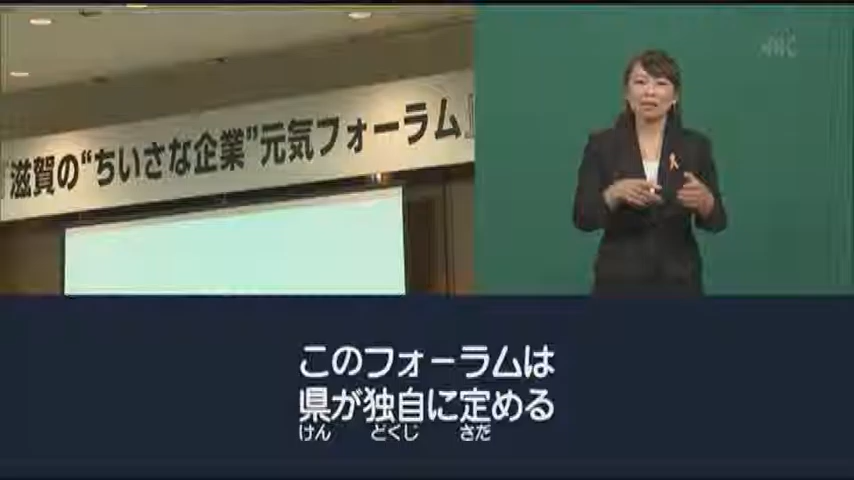 『滋賀の“ちいさな企業”元気フォーラム』
このフォーラムは
県が独自に定める
けん どくじ さだ